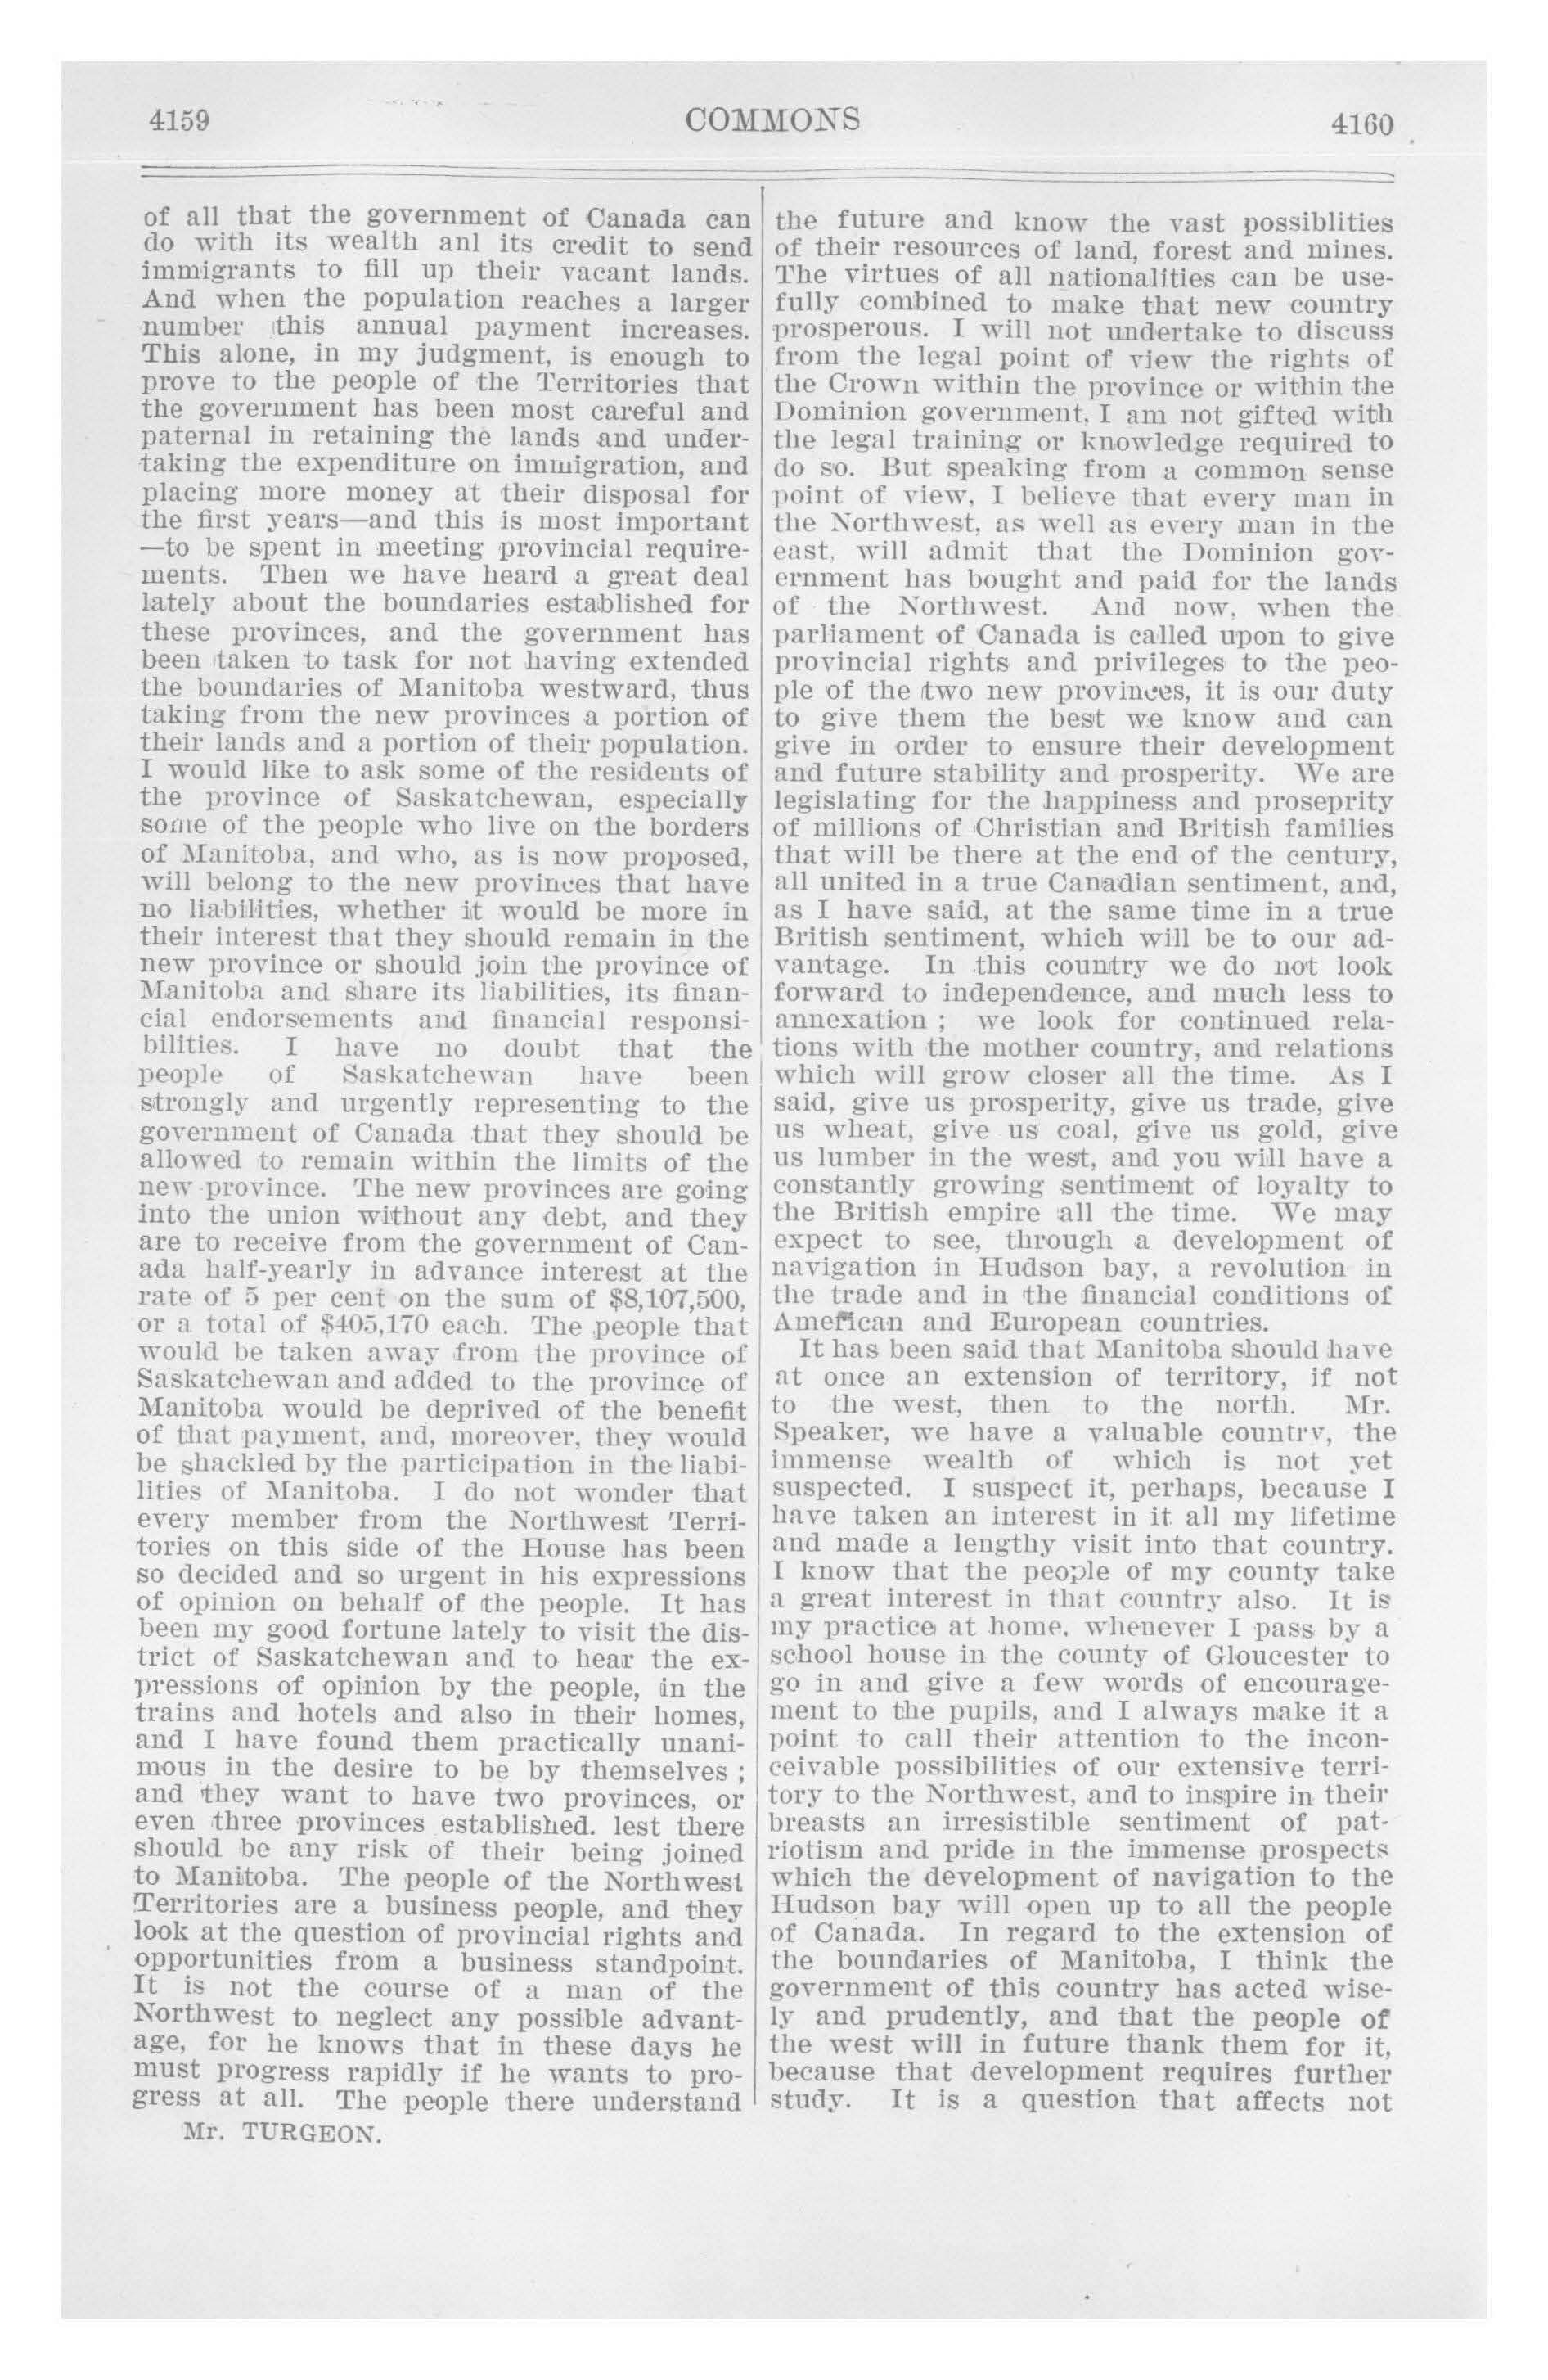 4159
COMMONS
4160
of all that the government of Canada can
do with its wealth anl its credit to send
immigrants to fill up their vacant lands.
And when the population reaches a larger
number this annual payment increases.
This alone, in my judgment, is enough to
prove to the people of the Territories that
the government has been most careful and
paternal in retaining the lands and under-
taking the expenditure on immigration, and
placing more money at their disposal for
the first years—and this is most important
—to be spent in meeting provincial require-
ments. Then we have heard a great deal
lately about the boundaries established for
these provinces, and the government has
been taken to task for not having extended
the boundaries of Manitoba westward, thus
taking from the new provinces a portion of
their lands and a portion of their population.
I would like to ask some of the residents of
the province of Saskatchewan, especially
some of the people who live on the borders
of Manitoba, and who, as is now proposed,
will belong to the new provinces that have
no liabilities, whether it would be more in
their interest that they should remain in the
new province or should join the province of
Manitoba and share its liabilities, its finan-
cial endorsements and financial responsi-
bilities. I have no doubt that the
people of Saskatchewan have been
strongly and urgently representing to the
government of Canada that they should be
allowed to remain within the limits of the
new province. The new provinces are going
into the union without any debt, and they
are to receive from the government of Can-
ada half-yearly in advance interest at the
rate of 5 per cent on the sum of $8,107,500,
or a total of $405,170 each. The people that
would be taken away from the province of
Saskatchewan and added to the province of
Manitoba would be deprived of the benefit
of that payment, and, moreover, they would
be shackled by the participation in the liabi-
lities of Manitoba. I do not wonder that
every member from the Northwest Terri-
tories on this side of the House has been
so decided and so urgent in his expressions
of opinion on behalf of the people. It has
been my good fortune lately to visit the dis-
trict of Saskatchewan and to hear the ex-
pressions of opinion by the people, in the
trains and hotels and also in their homes,
and I have found them practically unani-
mous in the desire to be by themselves ;
and they want to have two provinces, or
even three provinces established. lest there
should be any risk of their being joined
to Manitoba. The people of the Northwest
Territories are a business people, and they
look at the question of provincial rights and
opportunities from a business standpoint.
It is not the course of a man of the
Northwest to neglect any possible advant-
age, for he knows that in these days he
must progress rapidly if he wants to pro-
gress at all. The people there understand
Mr. TURGEON.
the future and know the vast possiblities
of their resources of land, forest and mines.
The virtues of all nationalities can be use-
fully combined to make that new country
prosperous. I will not undertake to discuss
from the legal point of view the rights of
the Crown within the province or within the
Dominion government, I am not gifted with
the legal training or knowledge required to
do so. But speaking from a common sense
point of view, I believe that every man in
the Northwest, as well as every man in the
east, will admit that the Dominion gov-
ernment has bought and paid for the lands
of the Northwest. And now, when the
parliament of Canada is called upon to give
provincial rights and privileges to the peo-
ple of the two new provinces, it is our duty
to give them the best we know and can
give in order to ensure their development
and future stability and prosperity. We are
legislating for the happiness and proseprity
of millions of Christian and British families
that will be there at the end of the century,
all united in a true Canadian sentiment, and,
as I have said, at the same time in a true
British sentiment, which will be to our ad-
vantage. In this country we do not look
forward to independence, and much less to
annexation ; we look for continued rela-
tions with the mother country, and relations
which will grow closer all the time. As I
said, give us prosperity, give us trade, give
us wheat, give us coal, give us gold, give
us lumber in the west, and you will have a
constantly growing sentiment of loyalty to
the British empire all the time. We may
expect to see, through a development of
navigation in Hudson bay, a revolution in
the trade and in the financial conditions of
American and European countries.
It has been said that Manitoba should have
at once an extension of territory, if not
to the west, then to the north. Mr.
Speaker, we have a valuable country, the
immense wealth of which is not yet
suspected. I suspect it, perhaps, because I
have taken an interest in it all my lifetime
and made a lengthy visit into that country.
I know that the people of my county take
a great interest in that country also. It is
my practice at home, whenever I pass by a
school house in the county of Gloucester to
go in and give a few words of encourage-
ment to the pupils, and I always make it a
point to call their attention to the incon-
ceivable possibilities of our extensive terri-
tory to the Northwest, and to inspire in their
breasts an irresistible sentiment of pat-
riotism and pride in the immense prospects
which the development of navigation to the
Hudson bay will open up to all the people
of Canada. In regard to the extension of
the boundaries of Manitoba, I think the
government of this country has acted wise-
ly and prudently, and that the people of
the west will in future thank them for it,
because that development requires further
study. It is a question that affects not